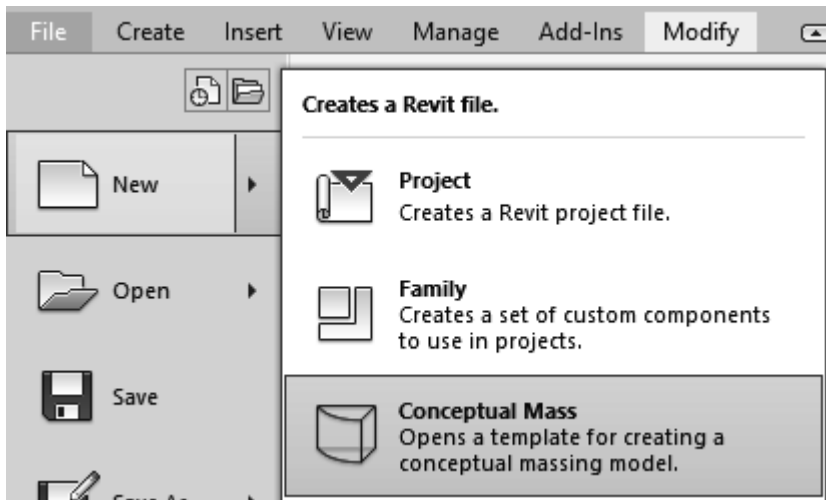 File Create Insert View Manage Add-Ins Modify
Creates a Revit file.
New
Project
Creates a Revit project file.
Open
Family
Creates a set of custom components
to use in projects.
Save
Conceptual Mass
Opens a template for creating a
conceptual massing model.
Save As